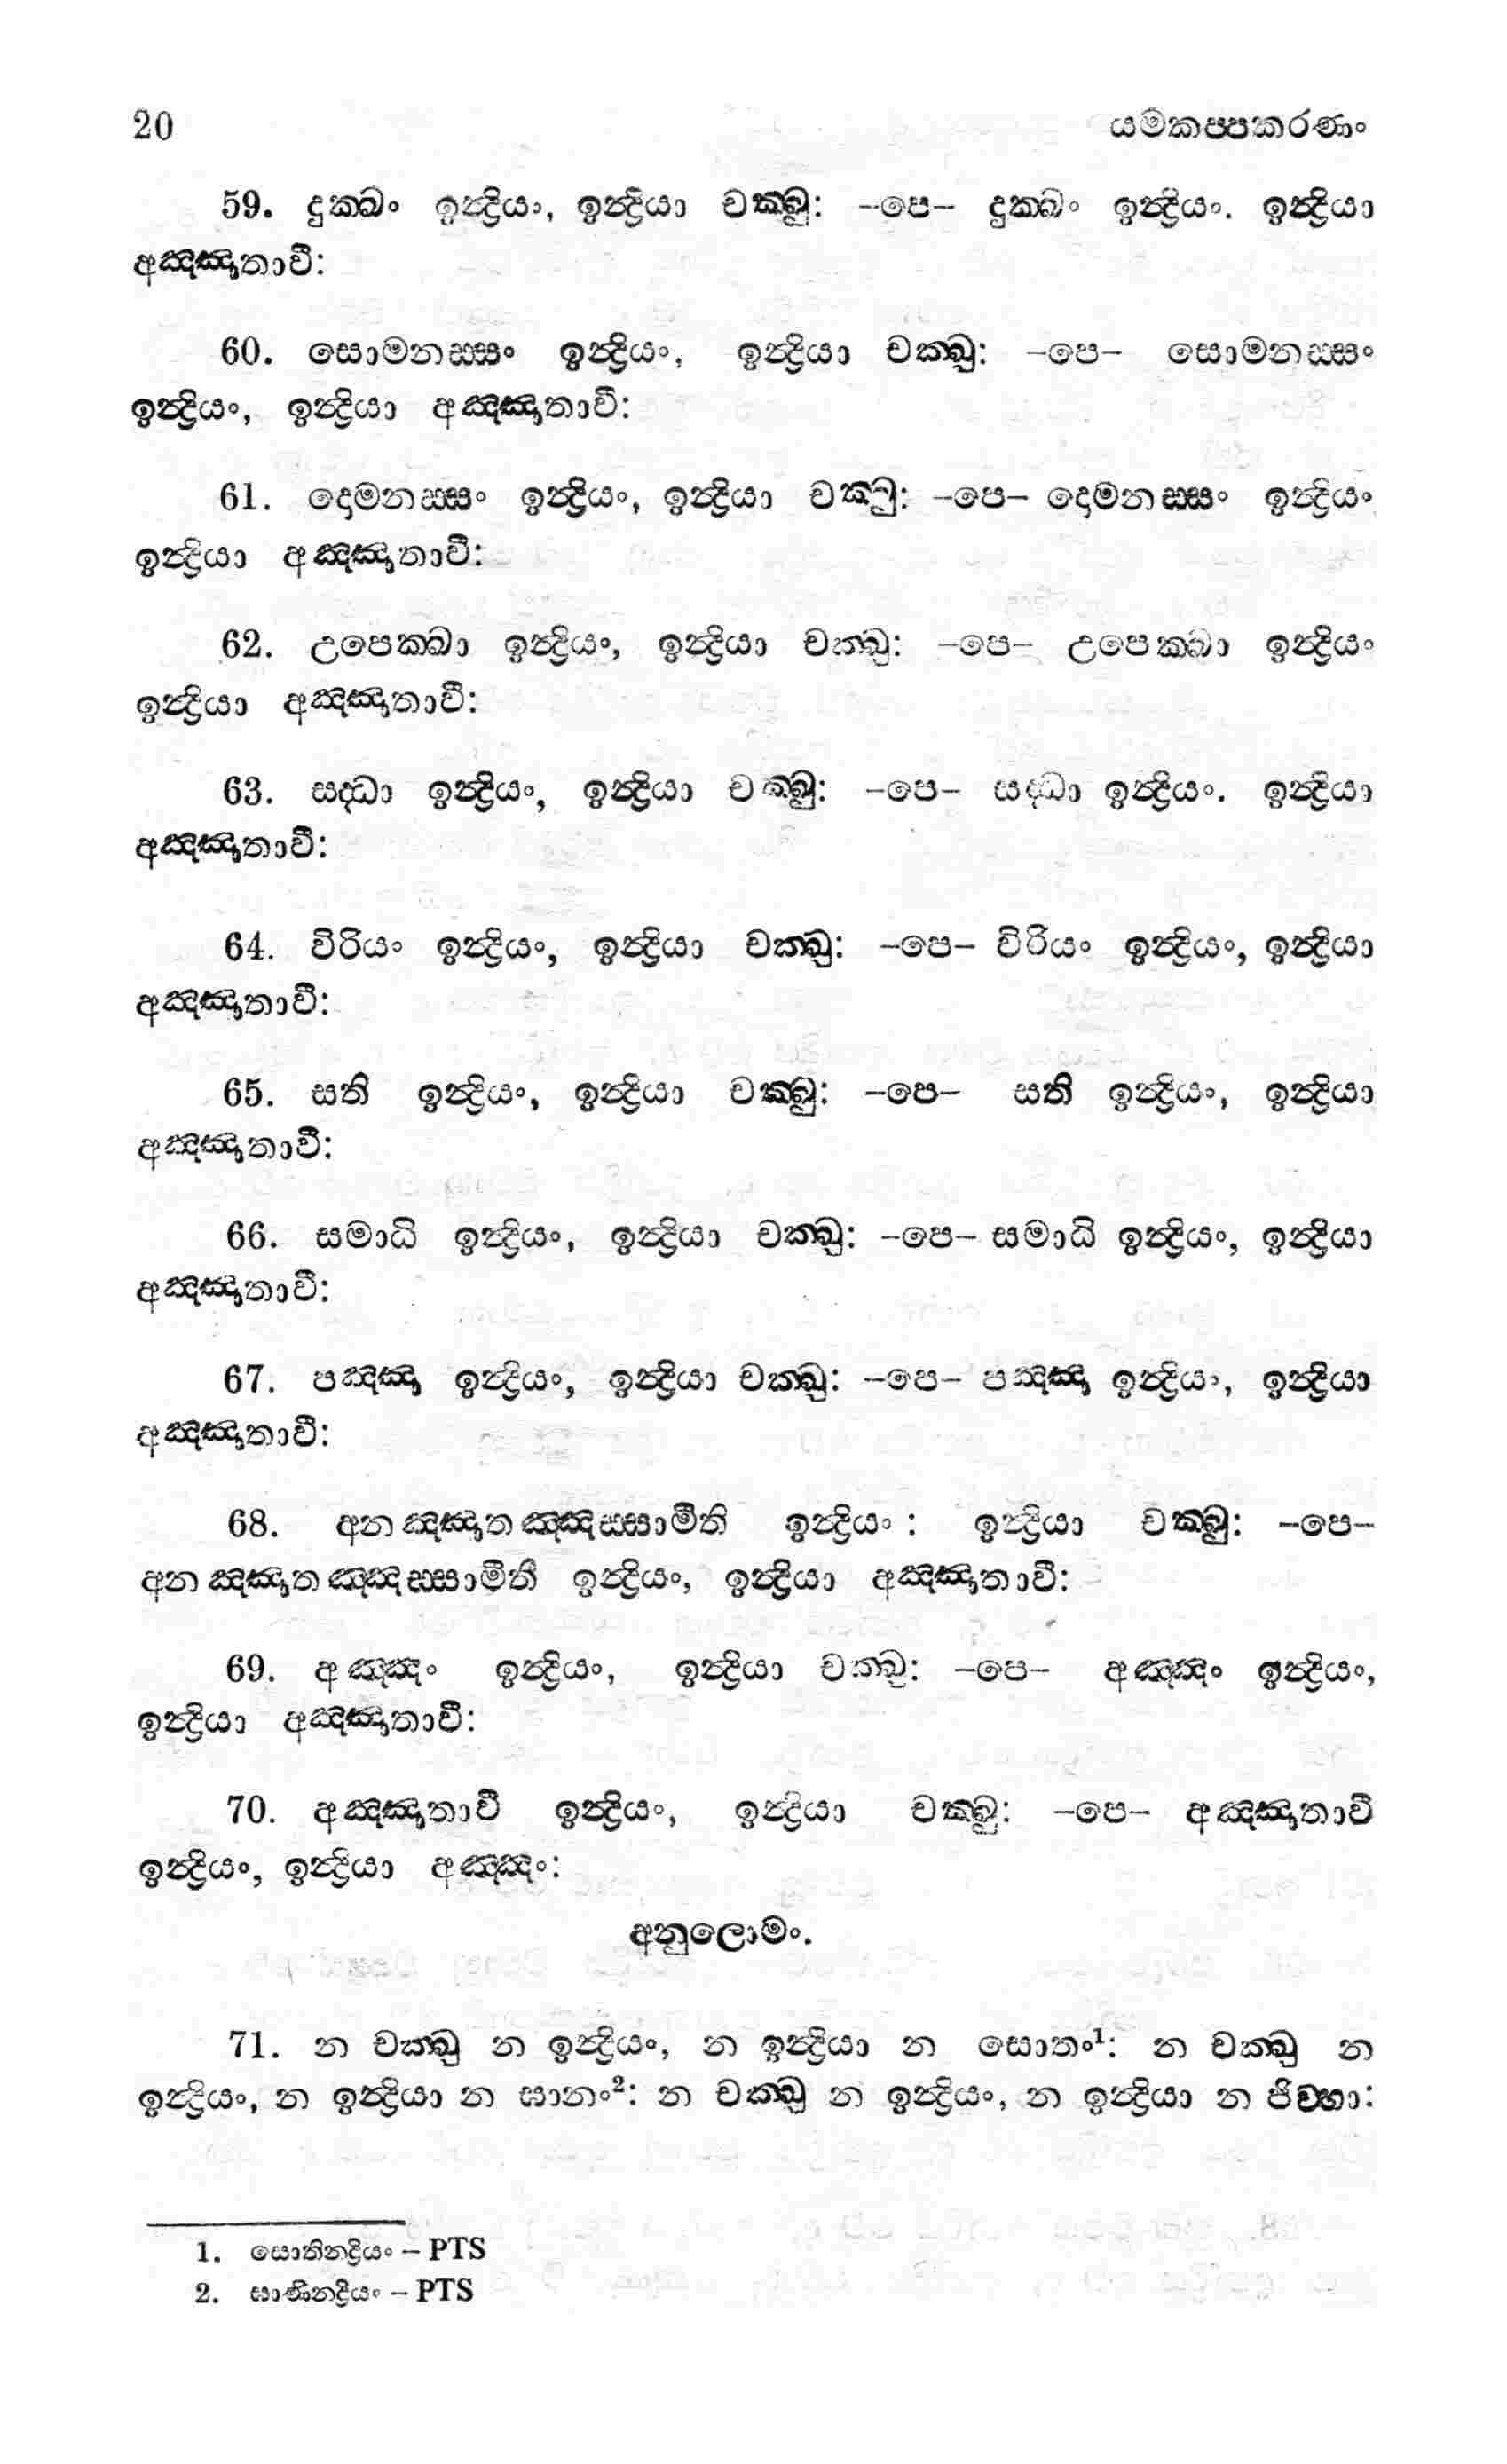 20 යමකප්පකරණං
59. දුක්ඛං ඉන්ද්‍රියං, ඉන්ද්‍රියා චක්ඛු: –පෙ– දුක්ඛං ඉන්ද්‍රියං. ඉන්ද්‍රියා
අඤ්ඤාතාවී:
60. සොමනස්සං ඉන්ද්‍රියං, ඉන්ද්‍රියා චක්ඛු: –පෙ– සොමනස්සං
ඉන්ද්‍රියං, ඉන්ද්‍රියා අඤ්ඤාතාවී:
61. දොමනස්සං ඉන්ද්‍රියං, ඉන්ද්‍රියා චක්ඛු: –පෙ– දොමනස්සං ඉන්ද්‍රියං
ඉන්ද්‍රියා අඤ්ඤාතාවී:
62. උපෙක්ඛා ඉන්ද්‍රියං, ඉන්ද්‍රියා චක්ඛු: –පෙ– උපෙක්ඛා ඉන්ද්‍රියං
ඉන්ද්‍රියා අඤ්ඤාතාවී:
63. සද්ධා ඉන්ද්‍රියං, ඉන්ද්‍රියා චක්ඛු: –පෙ– සද්ධා ඉන්ද්‍රියං. ඉන්ද්‍රියා
අඤ්ඤාතාවී:
64. විරියං ඉන්ද්‍රියං, ඉන්ද්‍රියා චක්ඛු: –පෙ– විරියං ඉන්ද්‍රියං, ඉන්ද්‍රියා
අඤ්ඤාතාවී:
65. සති ඉන්ද්‍රියං, ඉන්ද්‍රියා චක්ඛු: –පෙ– සති ඉන්ද්‍රියං, ඉන්ද්‍රියා
අඤ්ඤාතාවී:
66. සමාධි ඉන්ද්‍රියං, ඉන්ද්‍රියා චක්ඛු: –පෙ– සමාධි ඉන්ද්‍රියං, ඉන්ද්‍රියා
අඤ්ඤාතාවී:
67. පඤ්ඤා ඉන්ද්‍රියං, ඉන්ද්‍රියා චක්ඛු: –පෙ– පඤ්ඤා ඉන්ද්‍රියං, ඉන්ද්‍රියා
අඤ්ඤාතාවී:
68. අනඤ්ඤාතඤ්ඤස්සාමීති ඉන්ද්‍රියං : ඉන්ද්‍රියා චක්ඛු: –පෙ–
අනඤ්ඤාතඤ්ඤස්සාමීති ඉන්ද්‍රියං, ඉන්ද්‍රියා අඤ්ඤාතාවී:
69. අඤ්ඤං ඉන්ද්‍රියං, ඉන්ද්‍රියා චක්ඛු: –පෙ– අඤ්ඤං ඉන්ද්‍රියං,
ඉන්ද්‍රියා අඤ්ඤාතාවී:
70. අඤ්ඤාතාවී ඉන්ද්‍රියං, ඉන්ද්‍රියා චක්ඛු: –පෙ– අඤ්ඤාතාවී
ඉන්ද්‍රියං, ඉන්ද්‍රියා අඤ්ඤං:
අනුලොමං.
71. න චක්ඛු න ඉන්ද්‍රියං, න ඉන්ද්‍රියා න සොතං¹: න චක්ඛු න
ඉන්ද්‍රියං, න ඉන්ද්‍රියා න ඝානං²: න චක්ඛු න ඉන්ද්‍රියං, න ඉන්ද්‍රියා න ජිව්හා:
1. සොතින්ද්‍රියං – PTS
2. ඝාණින්ද්‍රියං – PTS